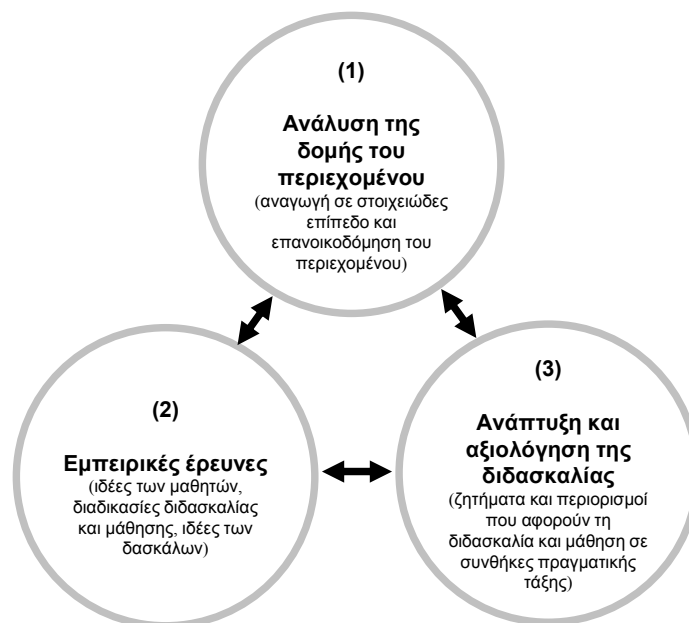 (1)
Ανάλυση της
δομής του
περιεχομένου
(αναγωγή σε στοιχειώδες
επίπεδο και
επανοικοδόμηση του
περιεχομένου)
(2)
Εμπειρικές έρευνες
(ιδέες των μαθητών,
διαδικασίες διδασκαλίας
και μάθησης, ιδέες των
δασκάλων)
(3)
Ανάπτυξη και
αξιολόγηση της
διδασκαλίας
(ζητήματα και περιορισμοί
που αφορούν τη
διδασκαλία και μάθηση σε
συνθήκες πραγματικής
τάξης)